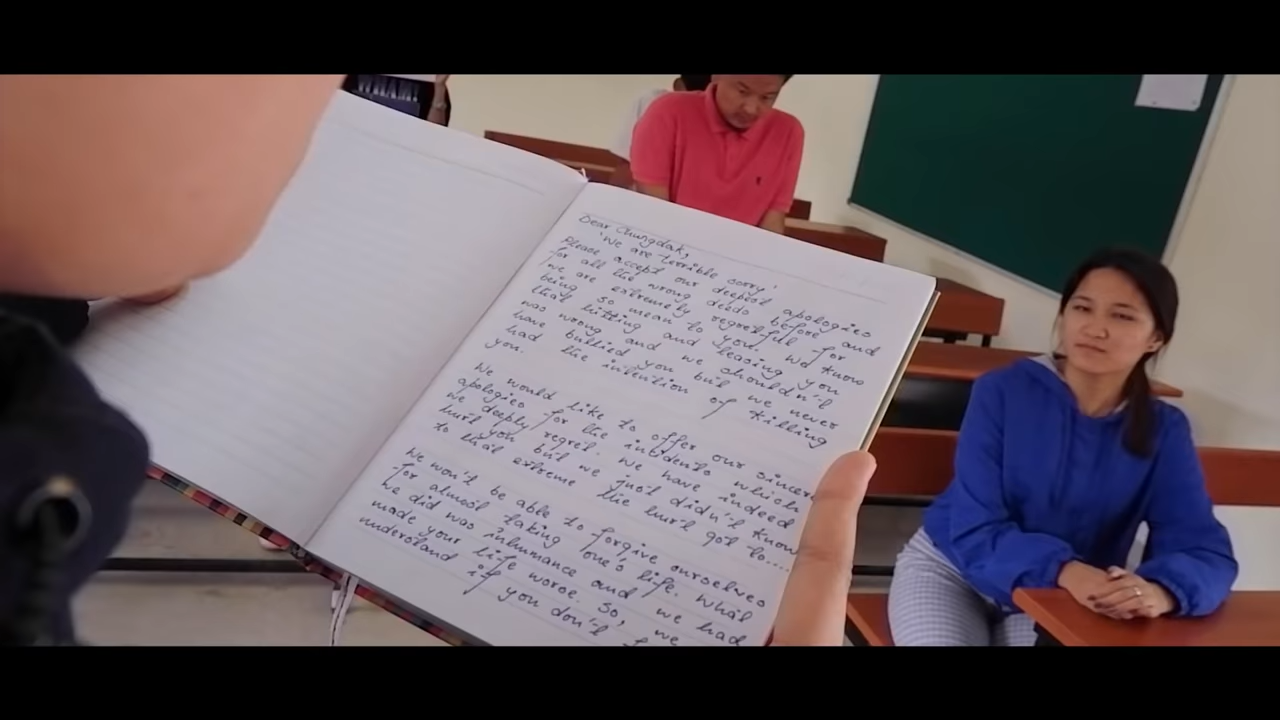 WHAM!
Dear Chungdak,
'We are terrible sorry.'
Please accept our deepest apologies
for all the wrong deeds before and
we are extremely regretful for
being so mean to you. We know
that hitting and teasing you
was wrong and we shouldn't
have bullied you but we never
had the intention of killing
you.
We would like to offer our sincere
apologies for the incidents which
we deeply regret. We have indeed
hurt you but we just didn't know
to that extreme the hurt got to....
We won't be able to forgive ourselves
for almost taking one's life. What
we did was inhumance and we had
made your life worse. So, we
understand if you don't